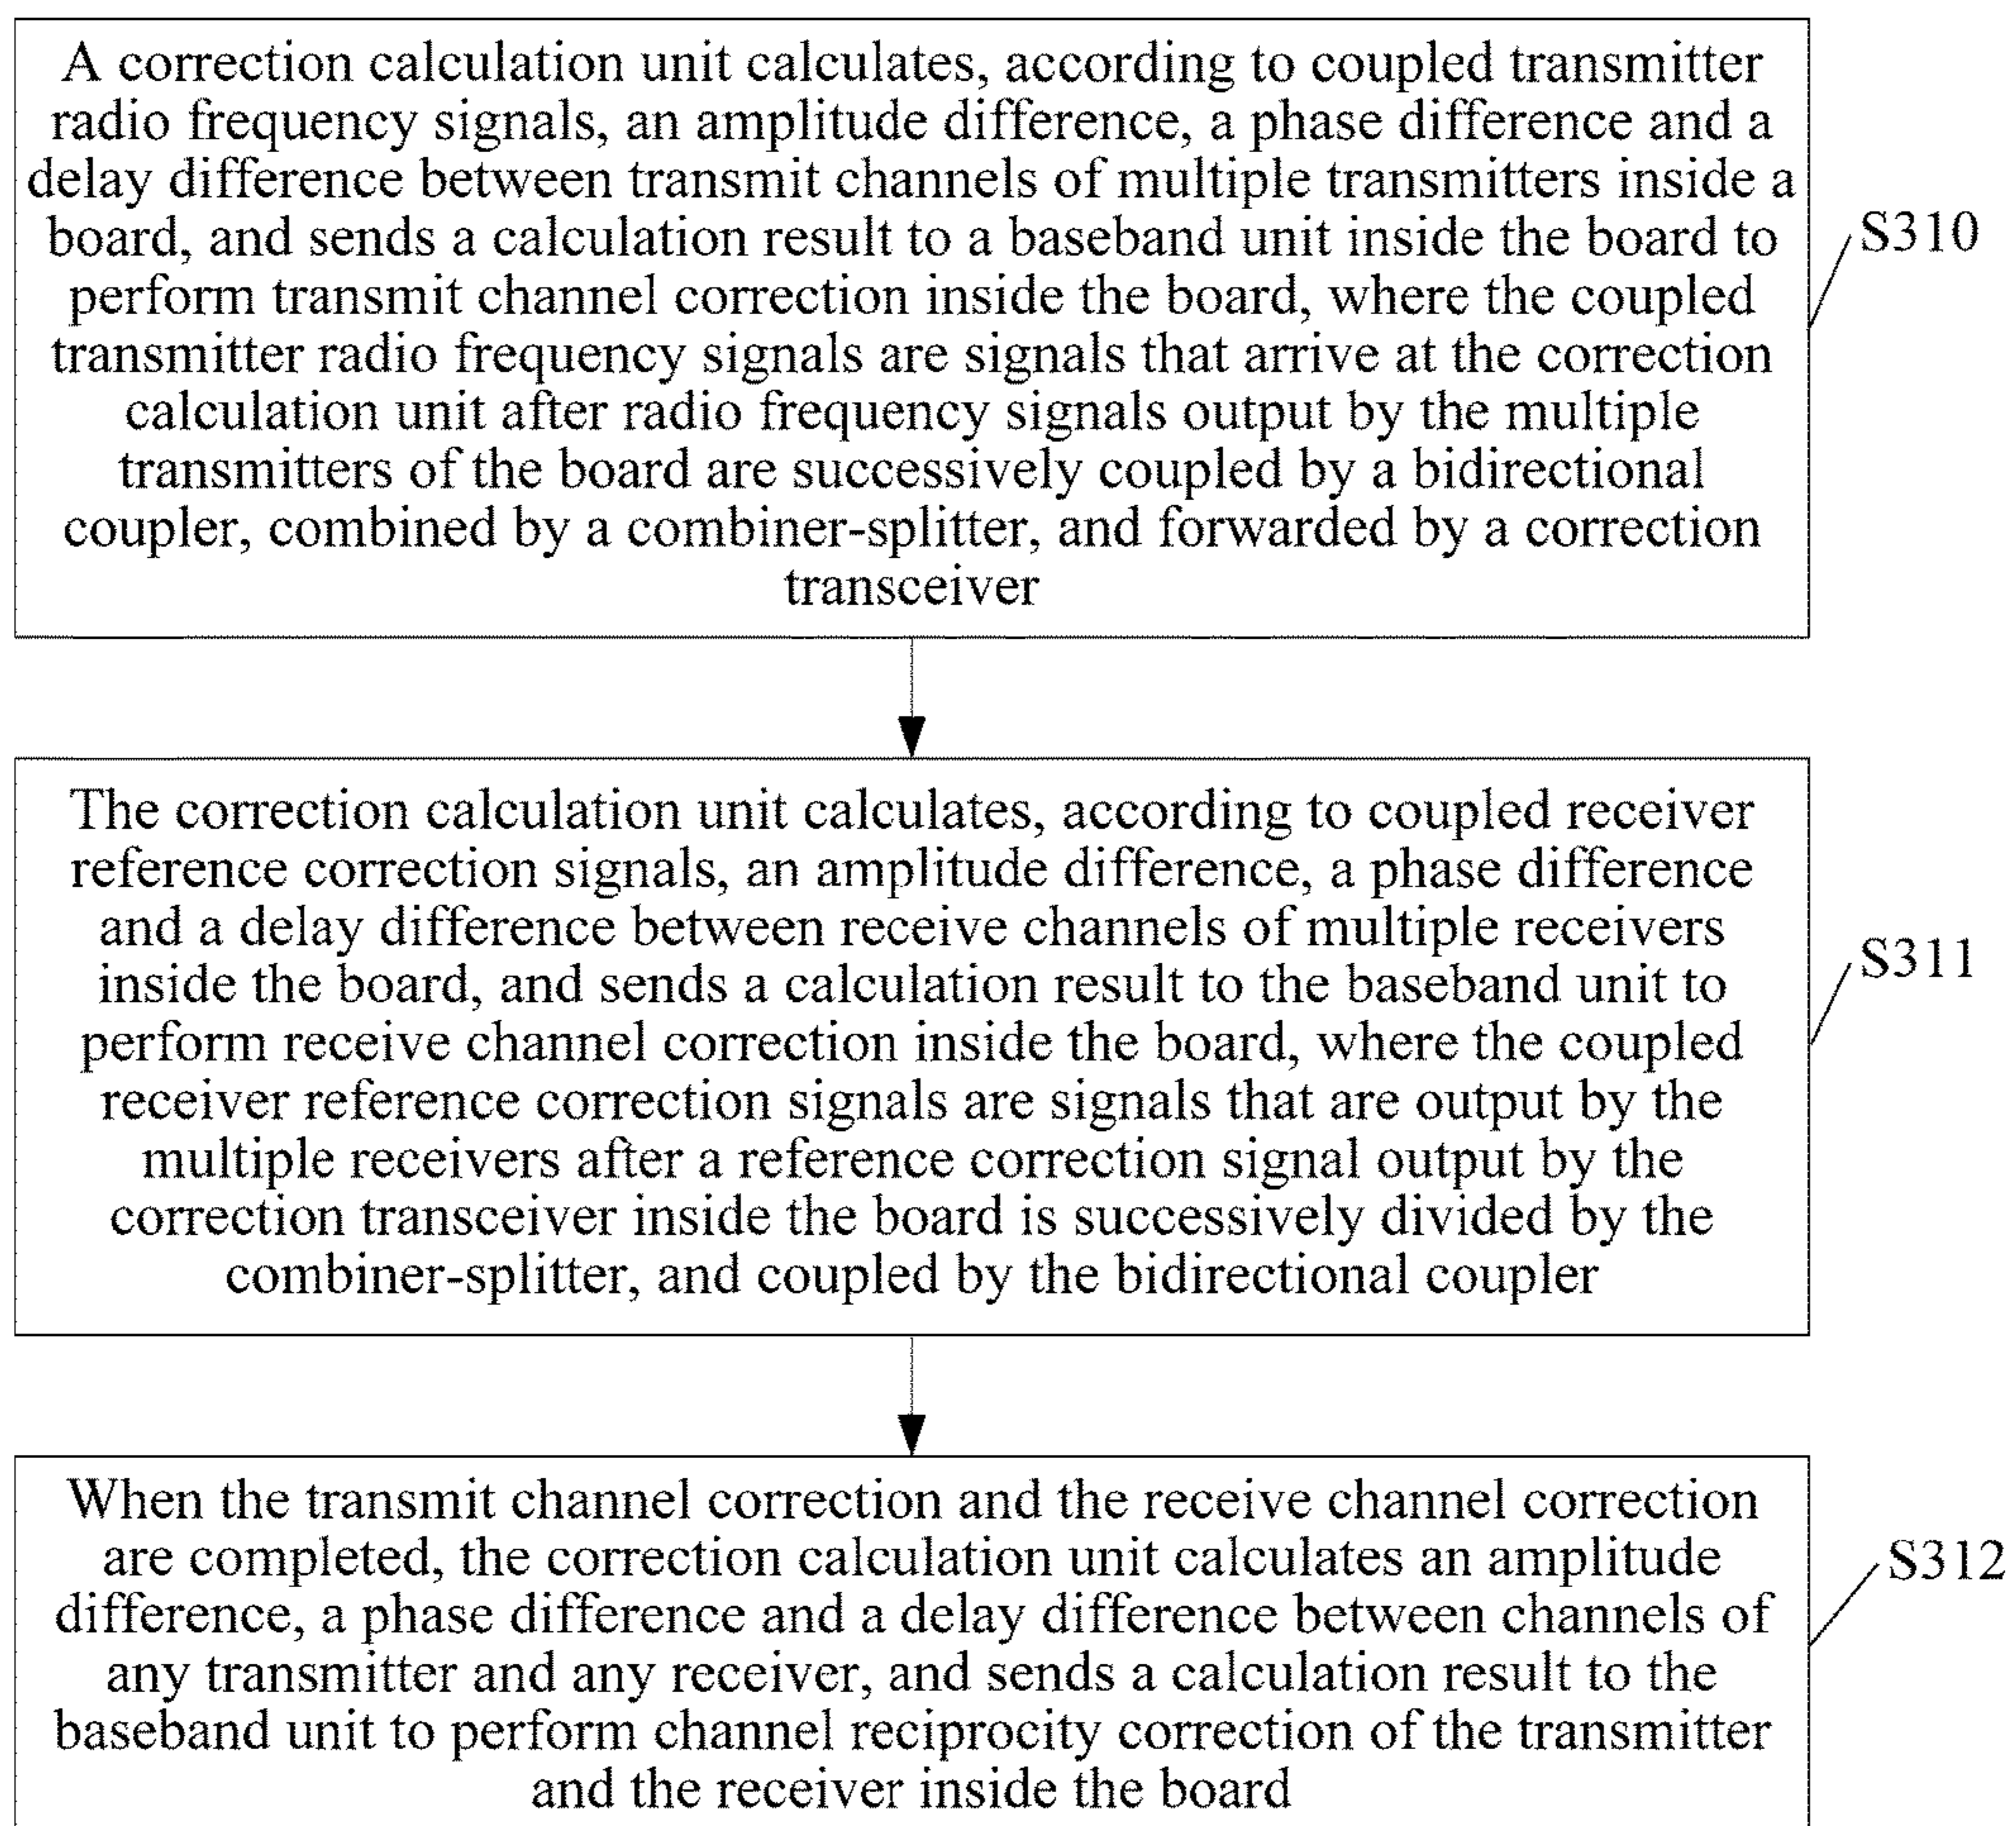 A correction calculation unit calculates, according to coupled transmitter
radio frequency signals, an amplitude difference, a phase difference and a
delay difference between transmit channels of multiple transmitters inside a
board, and sends a calculation result to a baseband unit inside the board to
perform transmit channel correction inside the board, where the coupled
transmitter radio frequency signals are signals that arrive at the correction
calculation unit after radio frequency signals output by the multiple
transmitters of the board are successively coupled by a bidirectional
coupler, combined by a combiner-splitter, and forwarded by a correction
transceiver
S310
The correction calculation unit calculates, according to coupled receiver
reference correction signals, an amplitude difference, a phase difference
and a delay difference between receive channels of multiple receivers
inside the board, and sends a calculation result to the baseband unit to
perform receive channel correction inside the board, where the coupled
receiver reference correction signals are signals that are output by the
multiple receivers after a reference correction signal output by the
correction transceiver inside the board is successively divided by the
combiner-splitter, and coupled by the bidirectional coupler
S311
When the transmit channel correction and the receive channel correction
are completed, the correction calculation unit calculates an amplitude
difference, a phase difference and a delay difference between channels of
any transmitter and any receiver, and sends a calculation result to the
baseband unit to perform channel reciprocity correction of the transmitter
and the receiver inside the board
S312